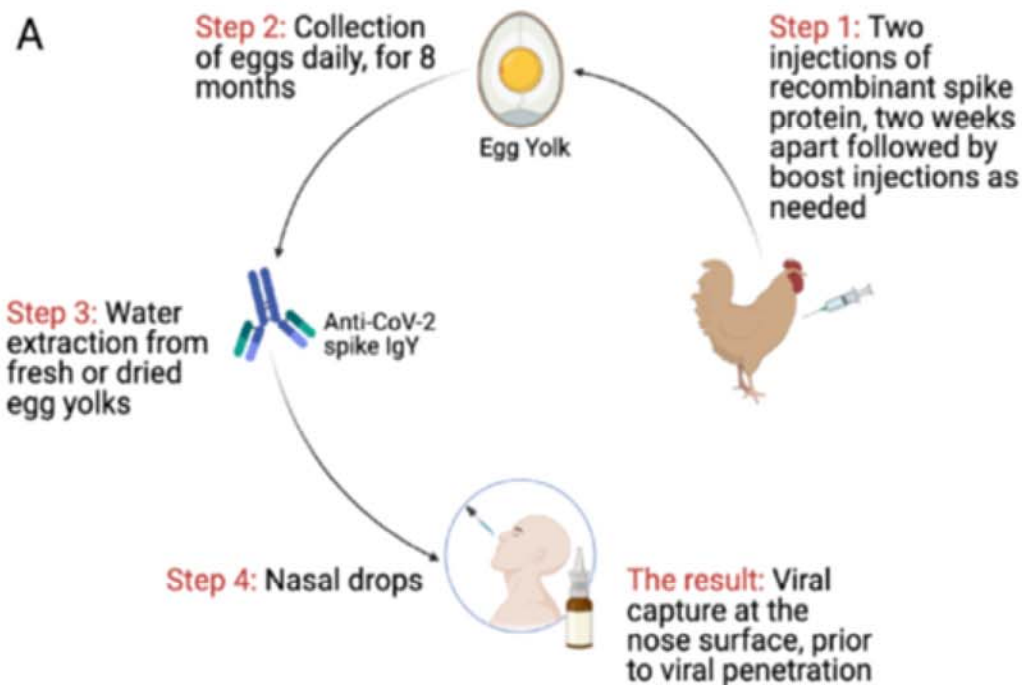 A
Step 1: Two
injections of
recombinant spike
protein, two weeks
apart followed by
boost injections as
needed
Step 2: Collection
of eggs daily, for 8
months
Egg Yolk
Step 3: Water
extraction from
fresh or dried
egg yolks
Anti-CoV-2
spike IgY
Step 4: Nasal drops
The result: Viral
capture at the
nose surface, prior
to viral penetration